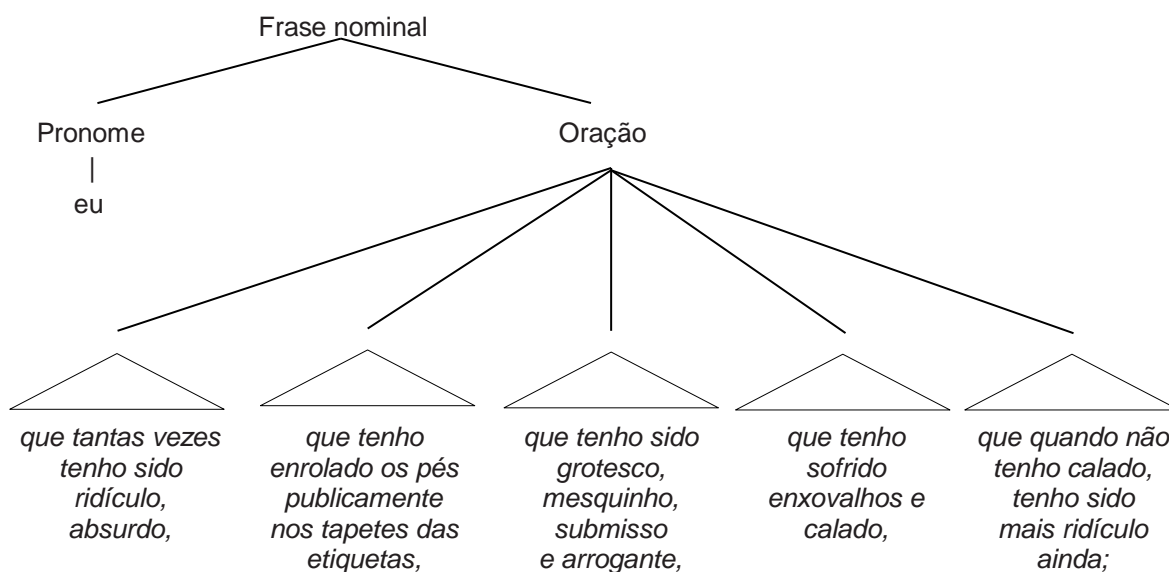 Frase nominal
Pronome
Oração
|
eu
que tantas vezes
tenho sido
ridículo,
absurdo,
que tenho
enrolado os pés
publicamente
nos tapetes das
etiquetas,
que tenho sido
grotesco,
mesquinho,
submisso
e arrogante,
que tenho
sofrido
enxovalhos e
calado,
que quando não
tenho calado,
tenho sido
mais ridículo
ainda;